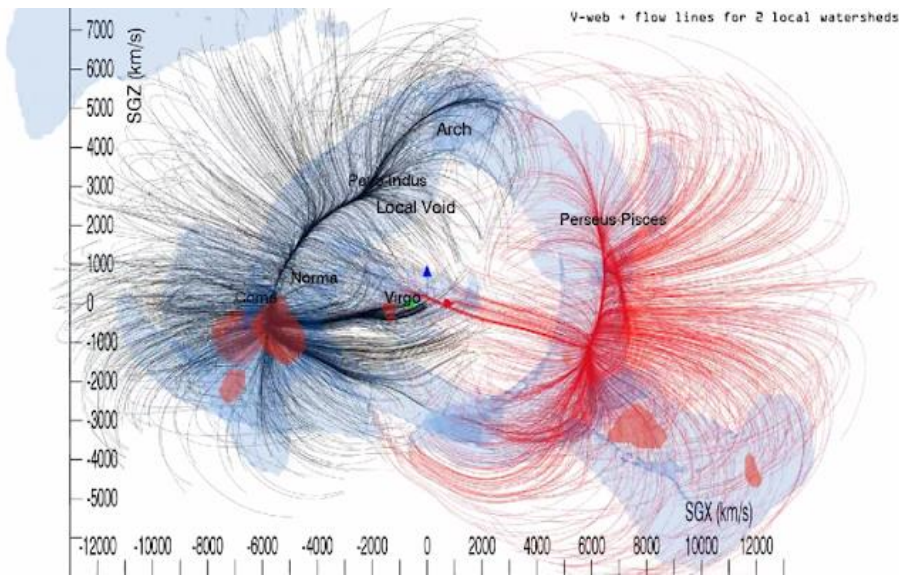 V-web + flow lines for 2 local watersheds
7000
6000
5000
4000
3000
2000
1000
0
-1000
-2000
-3000
-4000
-5000
SGZ (km/s)
Arch
Pavo-Indus
Local Void
Perseus Pisces
Norma
Coma
Virgo
SGX (km/s)
-12000 -10000 -8000 -6000 -4000 -2000 0 2000 4000 6000 8000 10000 12000